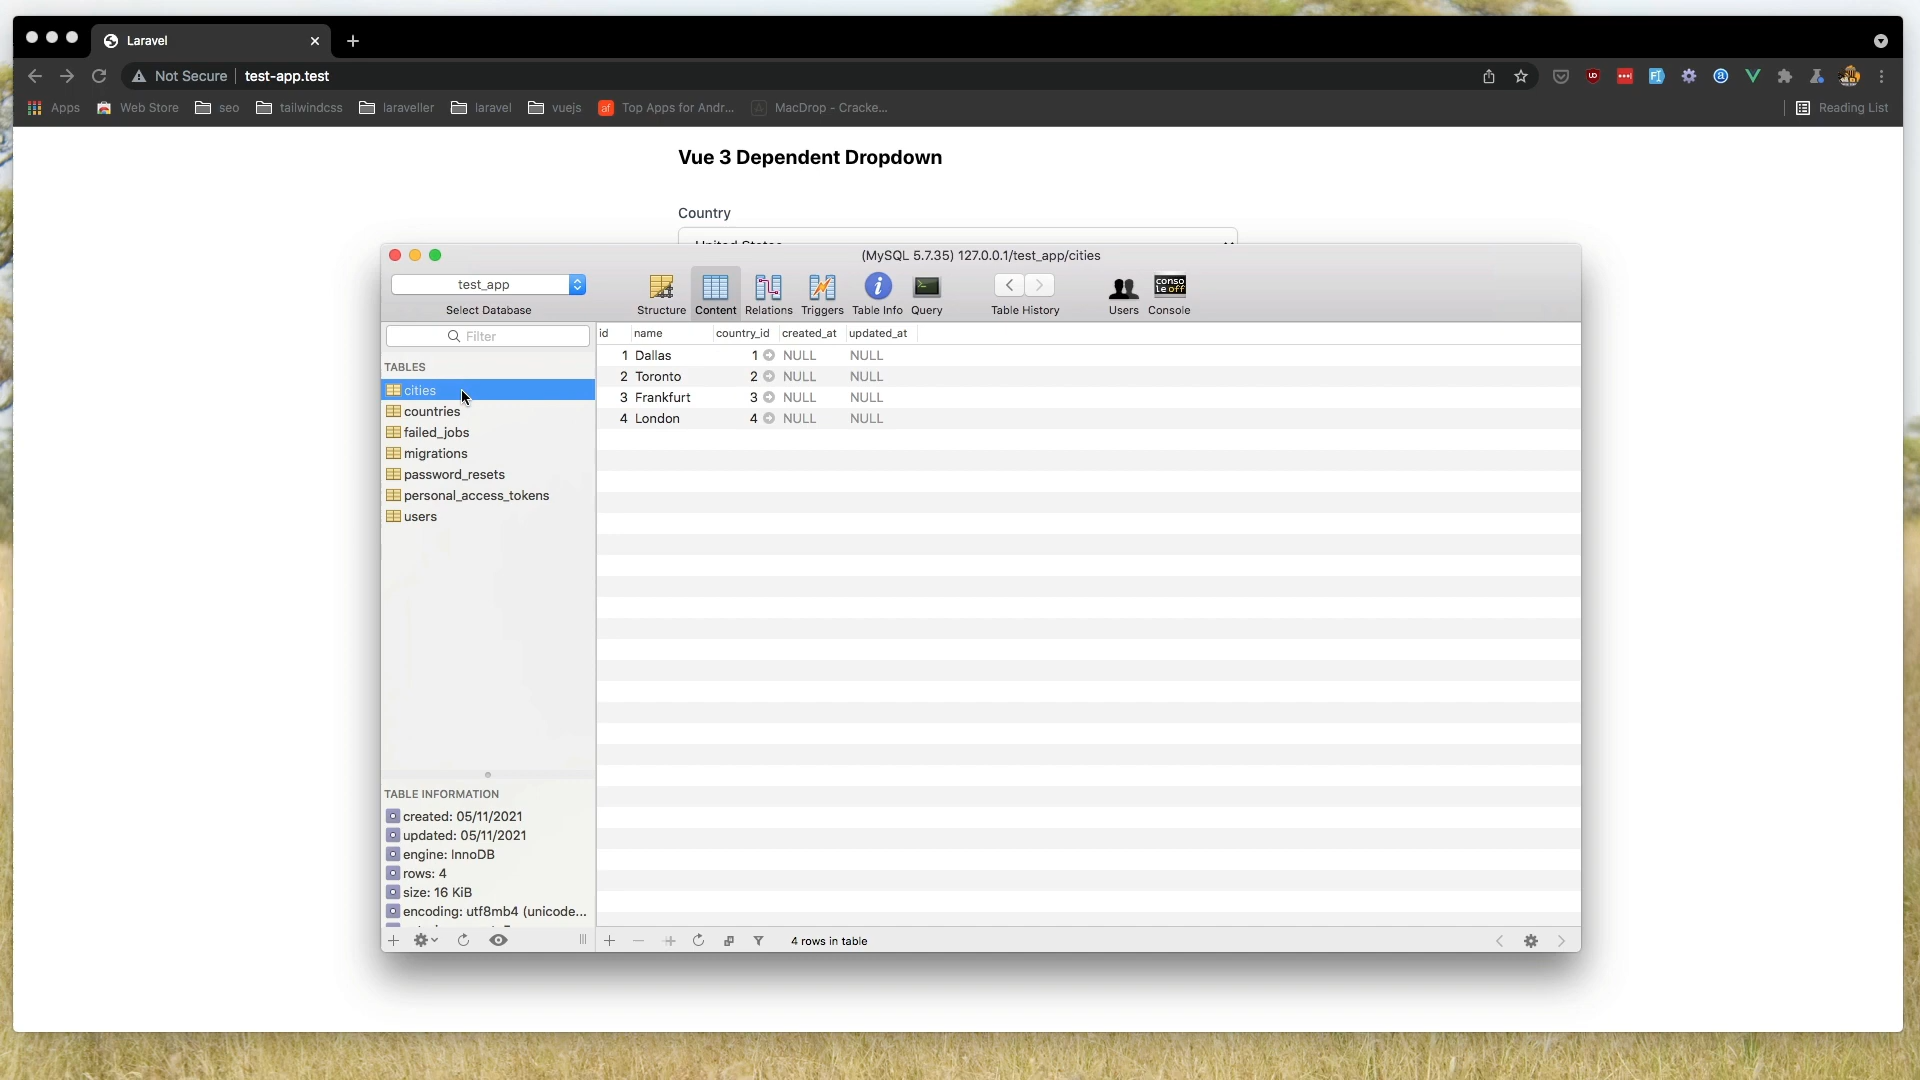 Laravel
Not Secure test-app.test
Apps Web Store seo tailwindcss laraveller laravel vuejs Top Apps for Andr... MacDrop - Cracke... Reading List
Vue 3 Dependent Dropdown
Country
United States
(MySQL 5.7.35) 127.0.0.1/test_app/cities
test_app
Select Database Structure Content Relations Triggers Table Info Query Table History Users Console
conso
le off
Filter
id name country_id created_at updated_at
1 Dallas 1 NULL NULL
2 Toronto 2 NULL NULL
3 Frankfurt 3 NULL NULL
4 London 4 NULL NULL
TABLES
cities
countries
failed_jobs
migrations
password_resets
personal_access_tokens
users
TABLE INFORMATION
created: 05/11/2021
updated: 05/11/2021
engine: InnoDB
rows: 4
size: 16 KiB
encoding: utf8mb4 (unicode...
4 rows in table